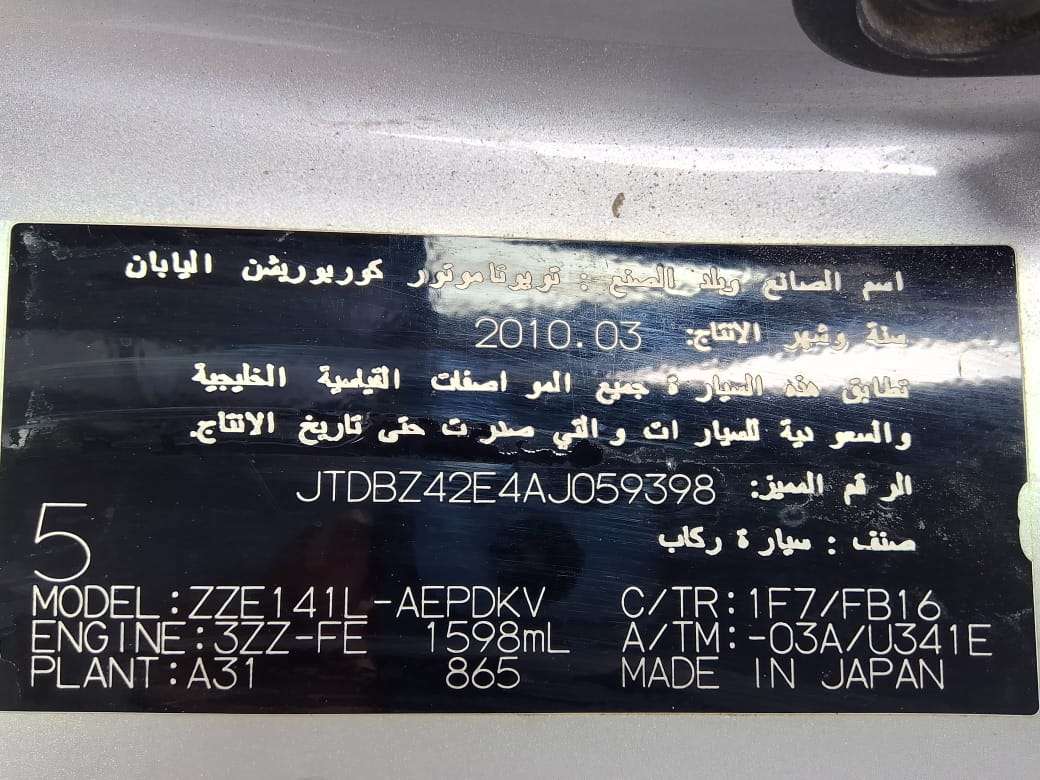 اسم الصانع وبلد الصنع : تويوتا موتور كوربوريشن اليابان
سنة وشهر الانتاج: 2010.03
تطابق هذه السيارة جميع المواصفات القياسية الخليجية
والسعودية للسيارات والتي صدرت حتى تاريخ الانتاج.
الرقم المميز: JTDBZ42E4AJ059398
صنف : سيارة ركاب
5
MODEL:ZZE141L-AEPDKV C/TR:1F7/FB16
ENGINE:3ZZ-FE 1598mL A/TM:-03A/U341E
PLANT:A31 865 MADE IN JAPAN